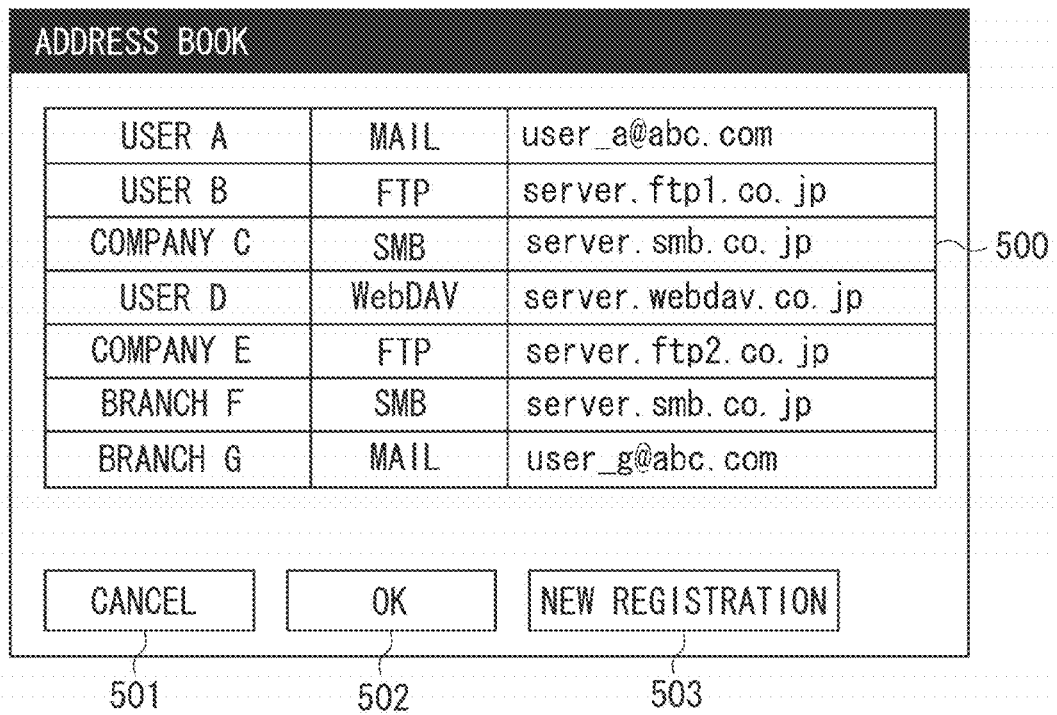 ADDRESS BOOK
USER A MAIL user_a@abc.com
USER B FTP server.ftp1.co.jp
COMPANY C SMB server.smb.co.jp
500
USER D WebDAV server.webdav.co.jp
COMPANY E FTP server.ftp2.co.jp
BRANCH F SMB server.smb.co.jp
BRANCH G MAIL user_g@abc.com
CANCEL OK NEW REGISTRATION
501 502 503